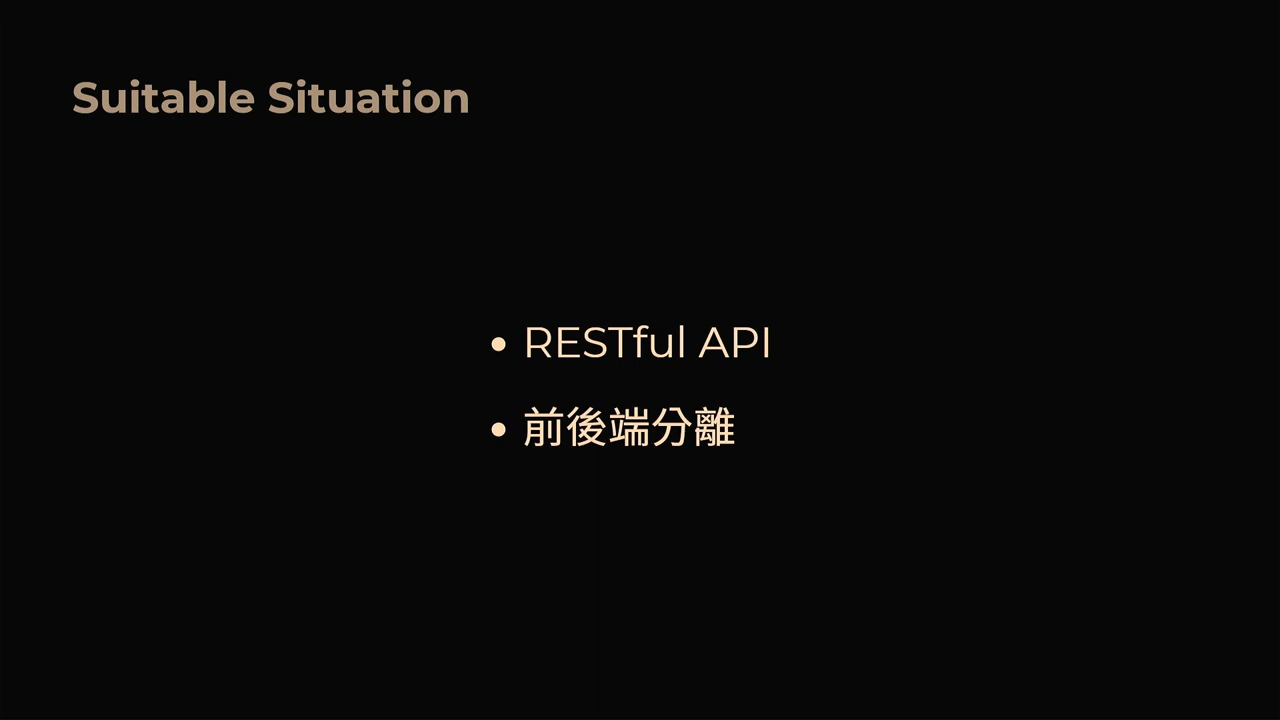 Suitable Situation
• RESTful API
• 前後端分離